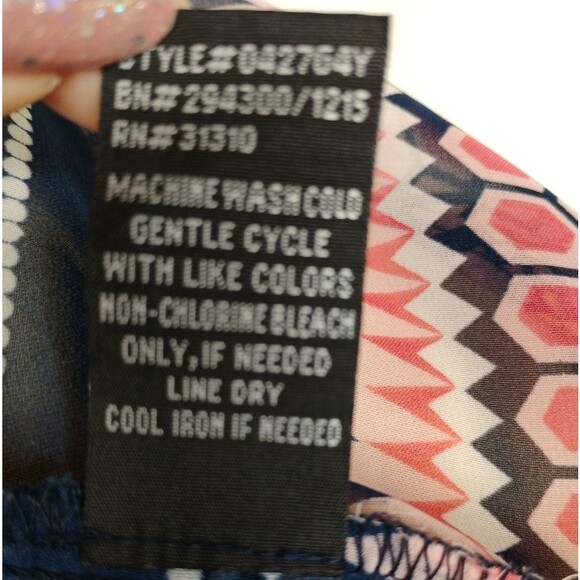 STYLE#042764Y
BN#294300/1215
RN#31310
MACHINE WASH COLD
GENTLE CYCLE
WITH LIKE COLORS
NON-CHLORINE BLEACH
ONLY, IF NEEDED
LINE DRY
COOL IRON IF NEEDED